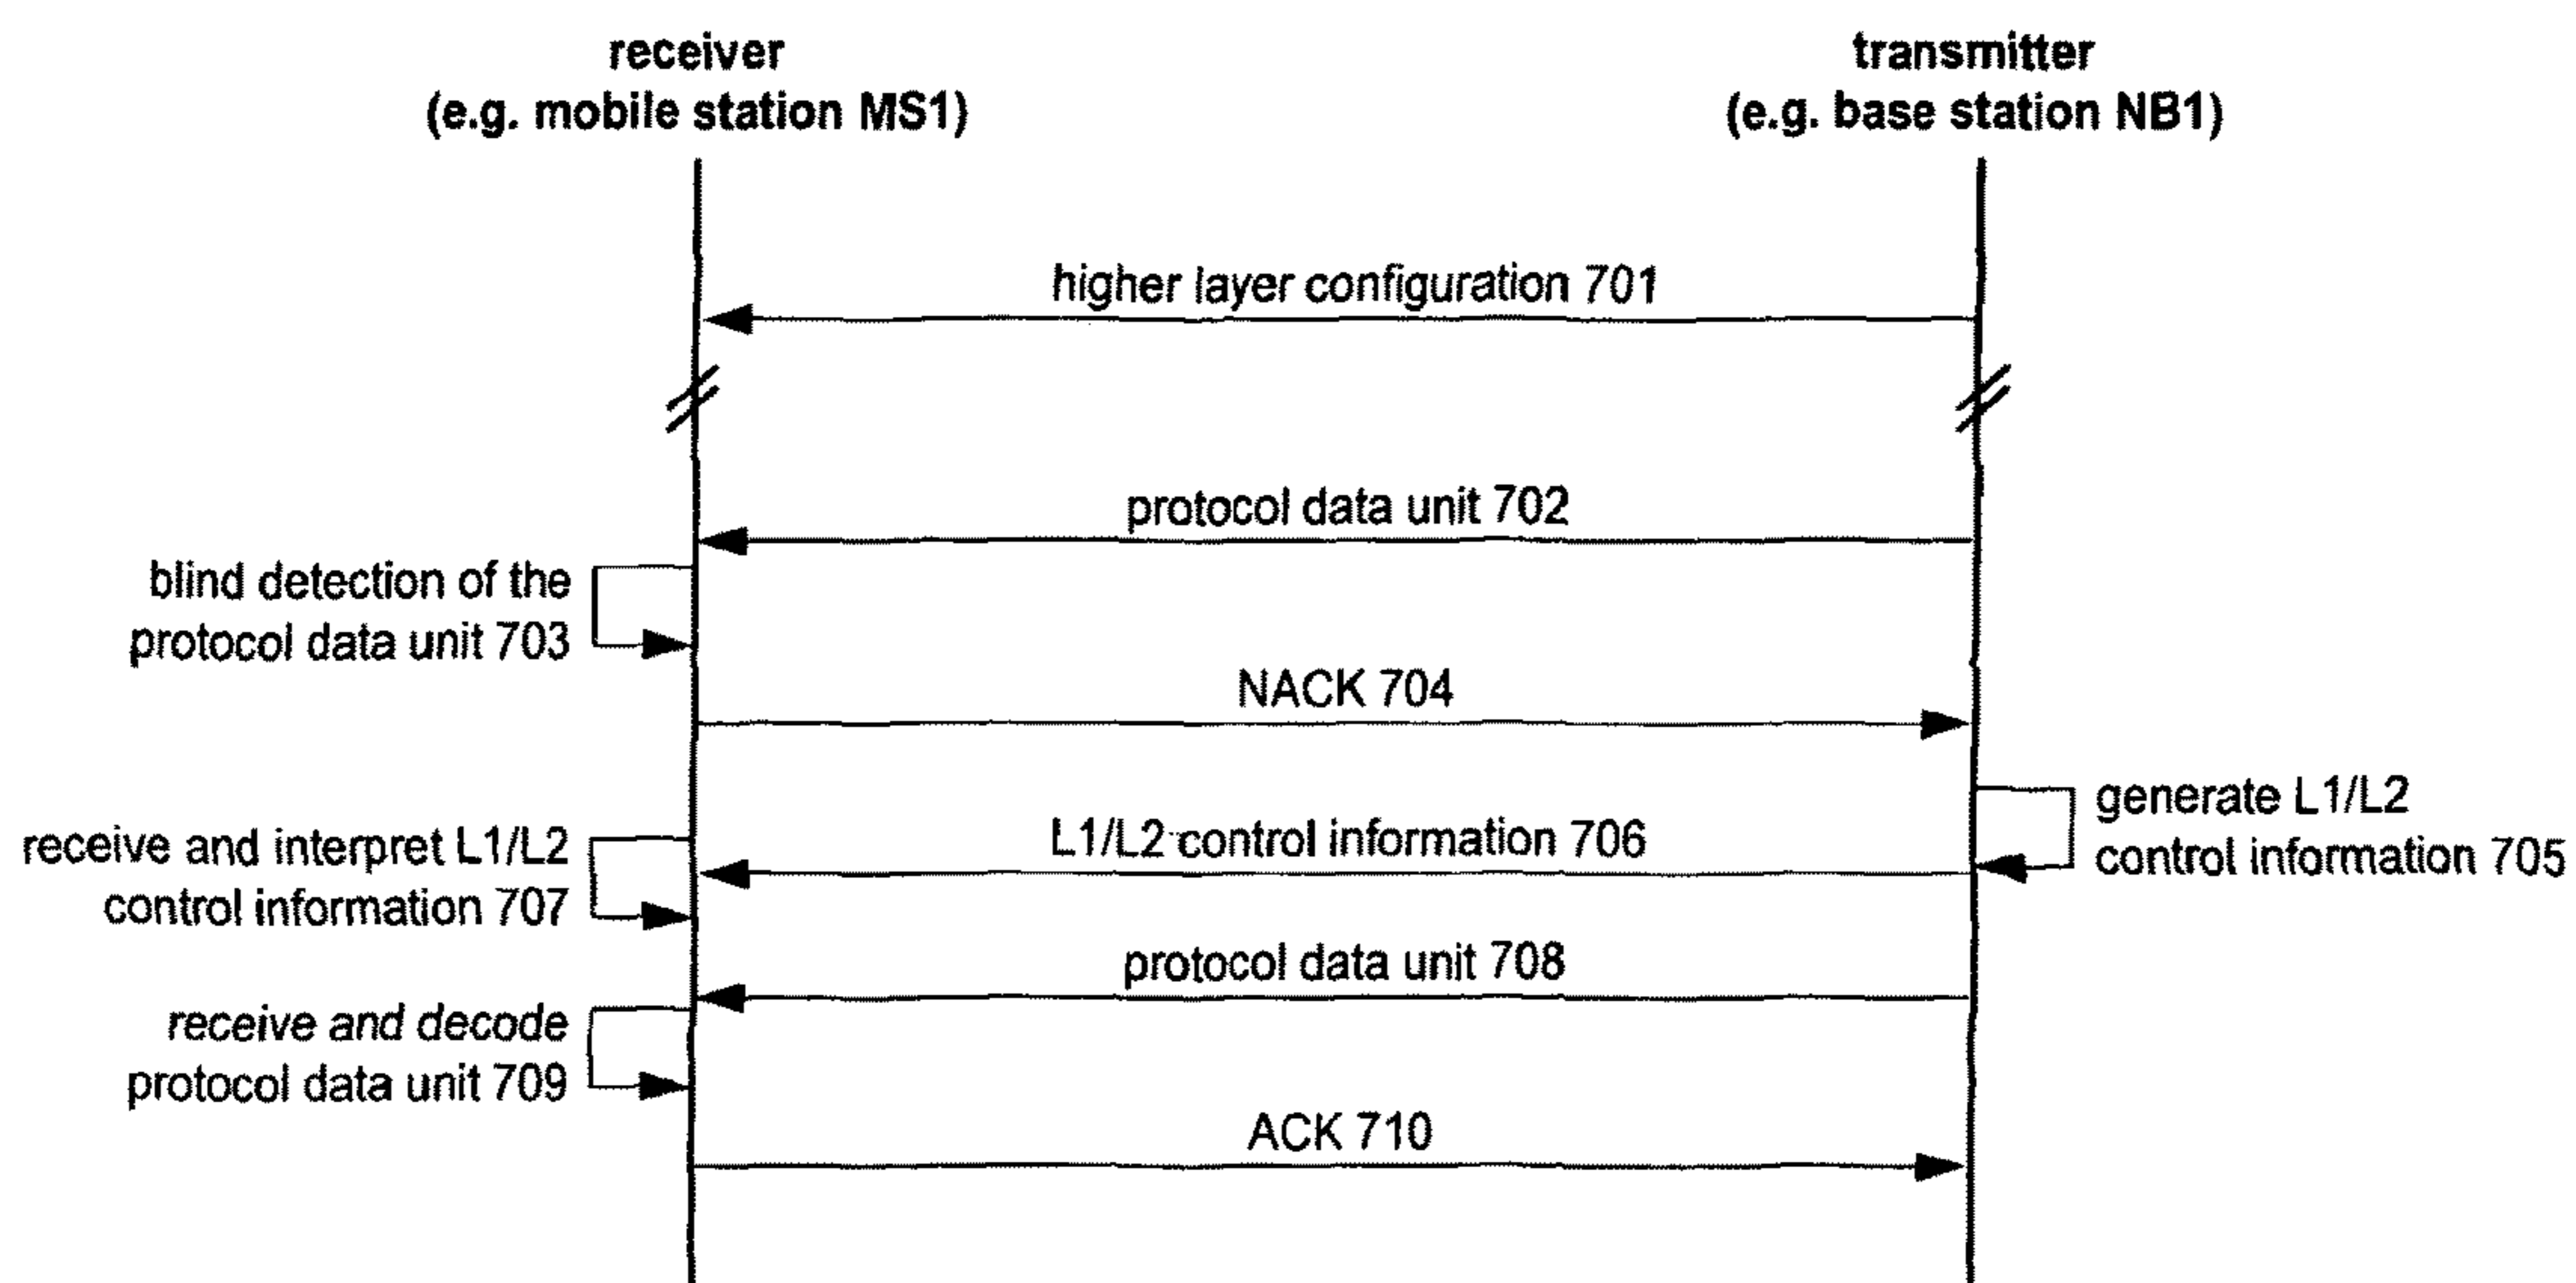 receiver
(e.g. mobile station MS1)
transmitter
(e.g. base station NB1)
higher layer configuration 701
protocol data unit 702
blind detection of the
protocol data unit 703
NACK 704
generate L1/L2
control information 705
L1/L2 control information 706
receive and interpret L1/L2
control information 707
protocol data unit 708
receive and decode
protocol data unit 709
ACK 710